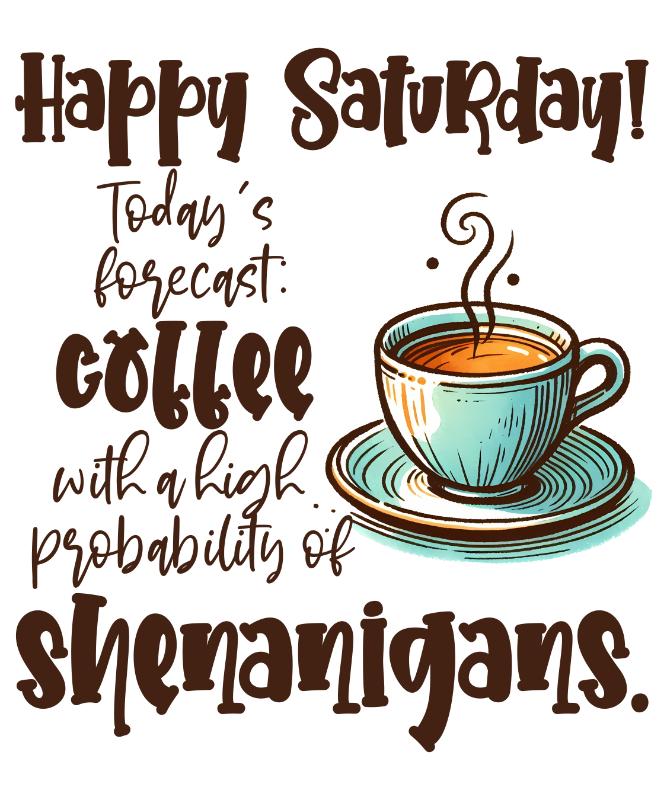 Happy Saturday!
Today´s
forecast:
coffee
with a high
probability of
shenanigans.